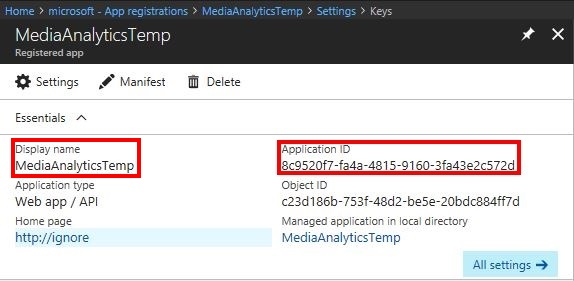 Home > microsoft - App registrations > MediaAnalyticsTemp > Settings > Keys
MediaAnalyticsTemp
Registered app
Settings Manifest Delete
Essentials
Display name
MediaAnalyticsTemp
Application ID
8c9520f7-fa4a-4815-9160-3fa43e2c572d
Application type
Web app / API
Object ID
c23d186b-753f-48d2-be5e-20bdc884ff7d
Home page
http://ignore
Managed application in local directory
MediaAnalyticsTemp
All settings →